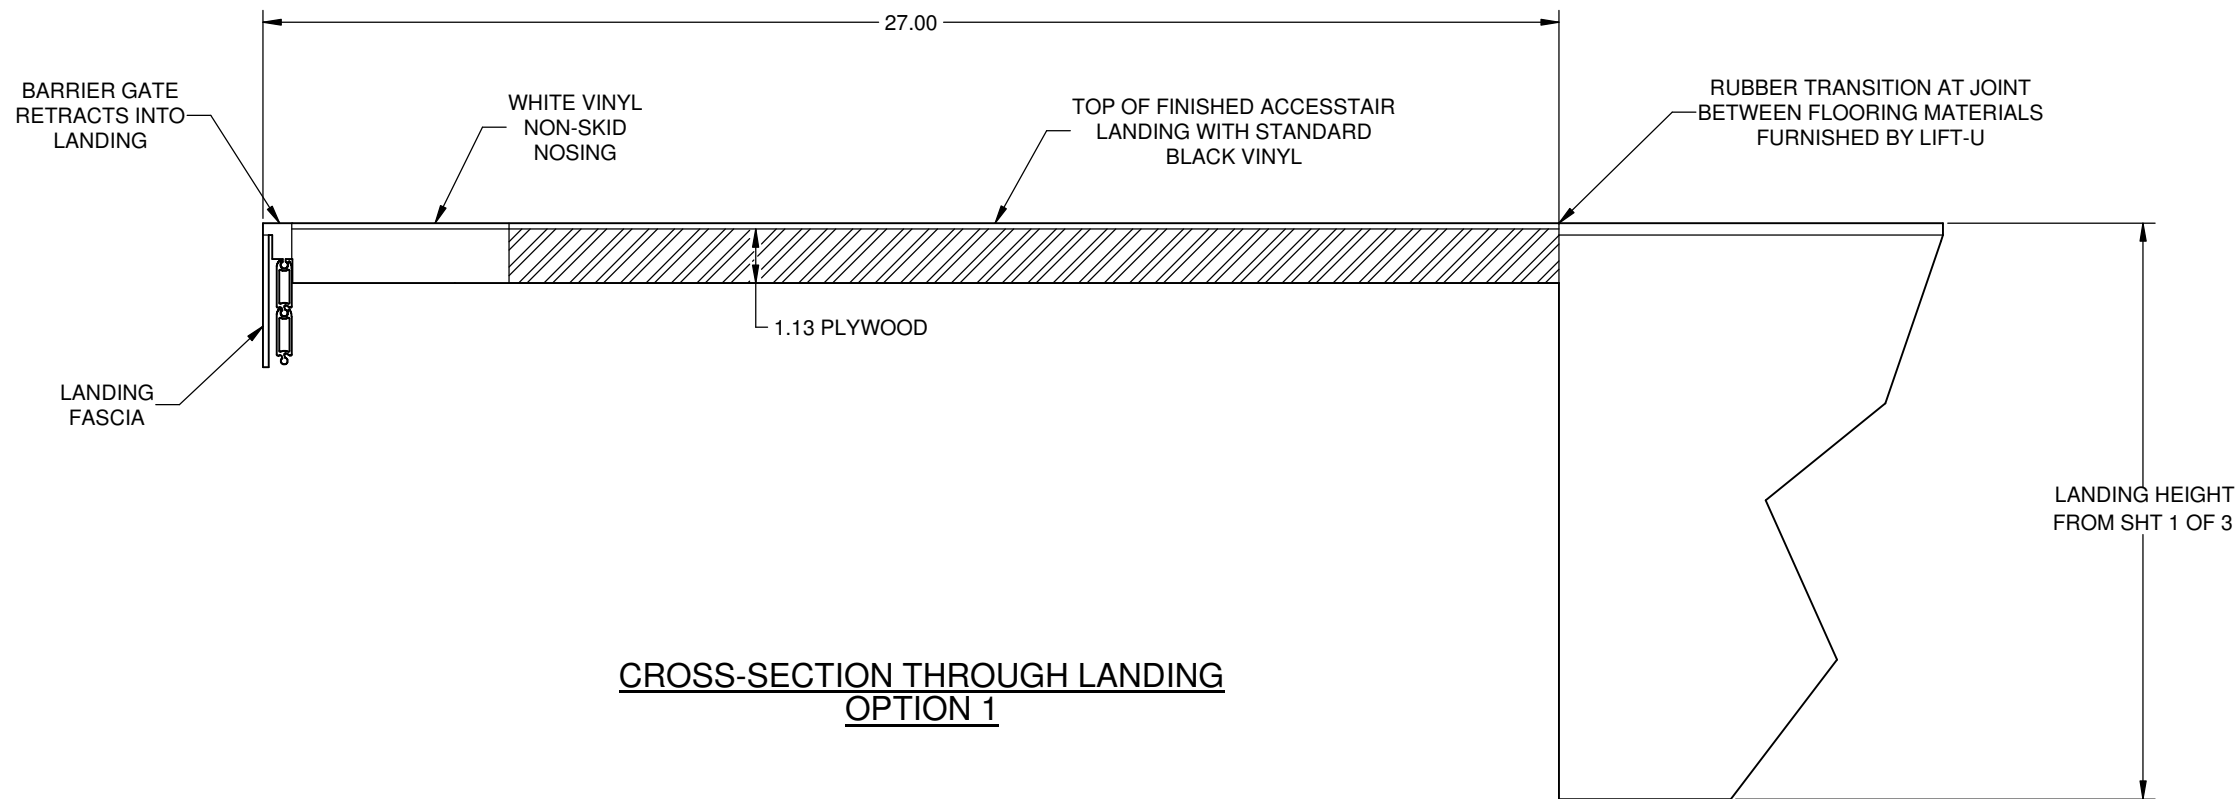 27.00
BARRIER GATE
RETRACTS INTO
LANDING
WHITE VINYL
NON-SKID
NOSING
TOP OF FINISHED ACCESSTAIR
LANDING WITH STANDARD
BLACK VINYL
RUBBER TRANSITION AT JOINT
BETWEEN FLOORING MATERIALS
FURNISHED BY LIFT-U
1.13 PLYWOOD
LANDING
FASCIA
LANDING HEIGHT
FROM SHT 1 OF 3
CROSS-SECTION THROUGH LANDING
OPTION 1